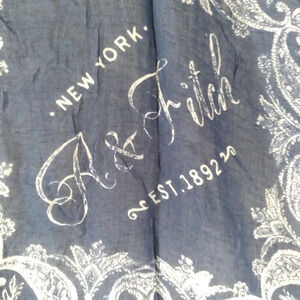 ·NEW YORK·
A & Fitch
EST. 1892